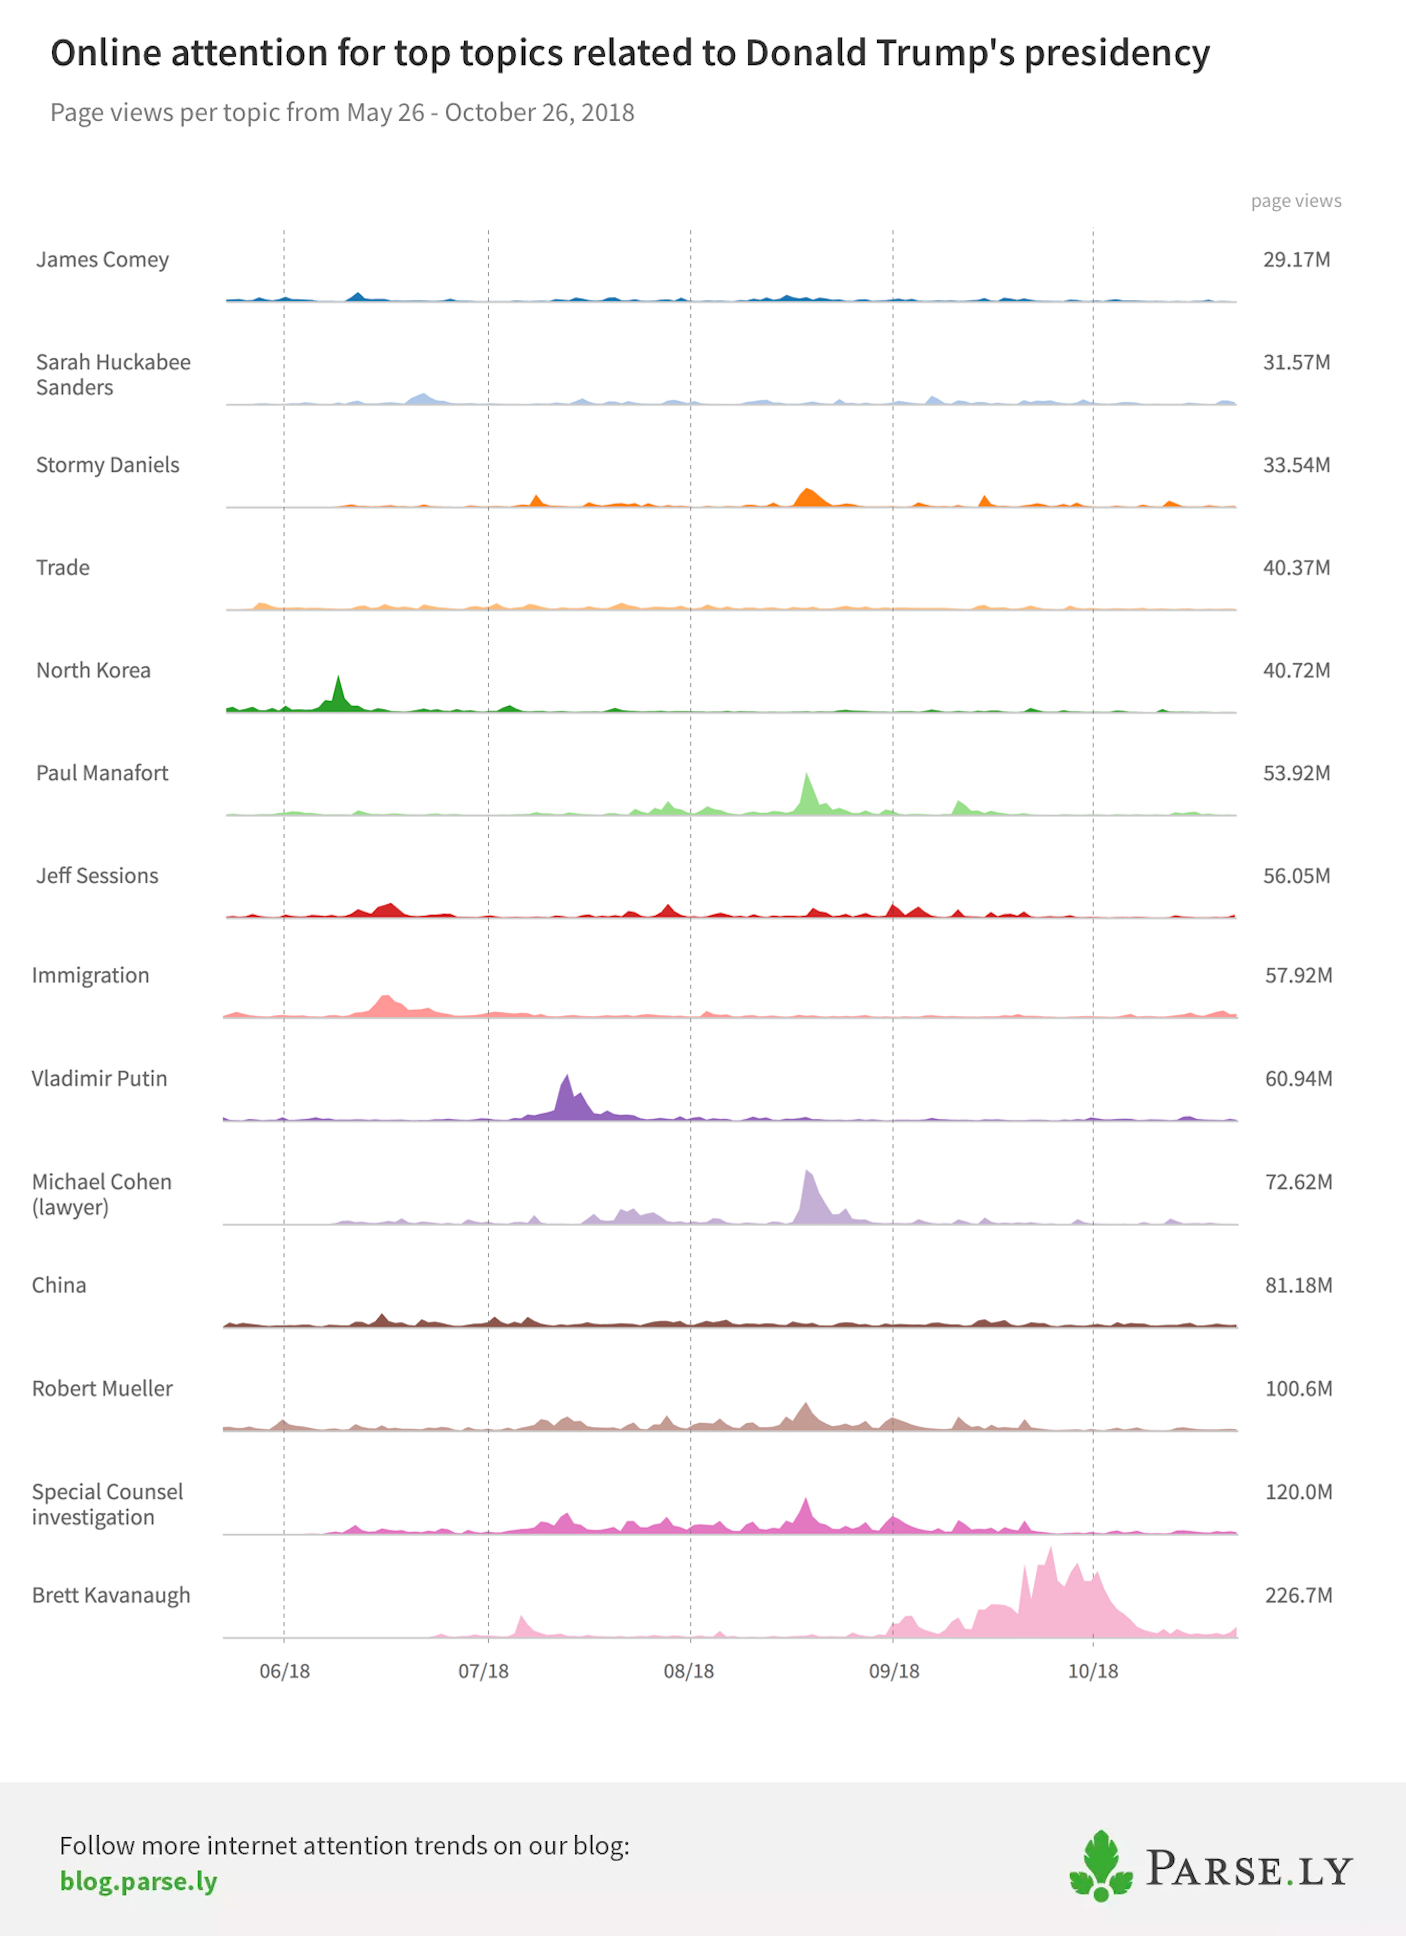 Online attention for top topics related to Donald Trump's presidency
Page views per topic from May 26 - October 26, 2018
page views
James Comey 29.17M
Sarah Huckabee 31.57M
Sanders
Stormy Daniels 33.54M
Trade 40.37M
North Korea 40.72M
Paul Manafort 53.92M
Jeff Sessions 56.05M
Immigration 57.92M
Vladimir Putin 60.94M
Michael Cohen 72.62M
(lawyer)
China 81.18M
Robert Mueller 100.6M
Special Counsel 120.0M
investigation
Brett Kavanaugh 226.7M
06/18 07/18 08/18 09/18 10/18
Follow more internet attention trends on our blog:
blog.parse.ly
PARSE.LY